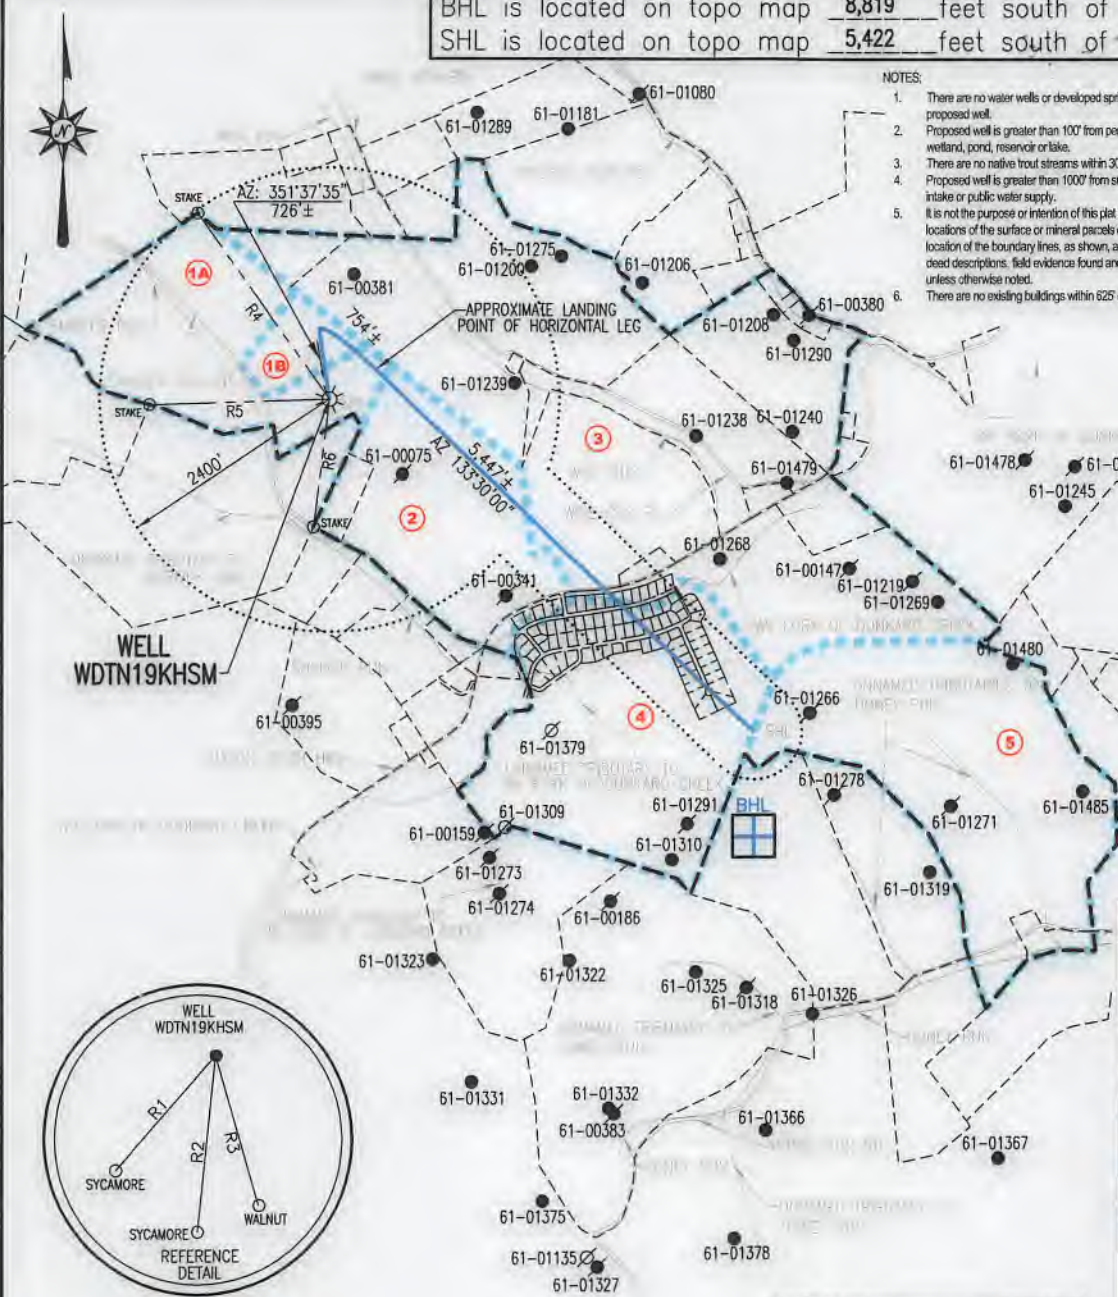 BHL is located on topo map 8,819 feet south of
SHL is located on topo map 5,422 feet south of
NOTES:
1. There are no water wells or developed
proposed well.
2. Proposed well is greater than 100' from
wetland, pond, reservoir or lake.
3. There are no native trout streams within
4. Proposed well is greater than 1000' from
intake or public water supply.
5. It is not the purpose or intention of this plat
locations of the surface or mineral parcels
location of the boundary lines, as shown,
deed descriptions, field evidence found
unless otherwise noted.
6. There are no existing buildings within 625'
N
61-01080
61-01289
61-01181
STAKE
AZ: 351°37'35"
726'±
1A
R4
61-00381
61-01275
61-01200
61-01206
APPROXIMATE LANDING
POINT OF HORIZONTAL LEG
754'±
61-00380
61-01208
61-01290
1B
61-01239
STAKE
R5
R6
2400'
61-01238
61-01240
3
61-00075
5,447'±
AZ 133°30'00"
61-01479
61-01478
61-01245
2
STAKE
61-01268
61-00147
61-01219
61-01269
61-00341
WELL
WDTN19KHSM
61-01480
61-00395
61-01266
BHL
4
5
61-01379
61-01278
61-01485
61-01291
BHL
61-01271
61-01309
61-00159
61-01310
61-01273
61-01319
61-01274
61-00186
61-01323
61-01322
61-01325
61-01318
61-01326
WELL
WDTN19KHSM
R1
R2
R3
SYCAMORE
SYCAMORE
WALNUT
REFERENCE
DETAIL
61-01331
61-01332
61-00383
61-01366
61-01367
61-01375
61-01378
61-01135
61-01327